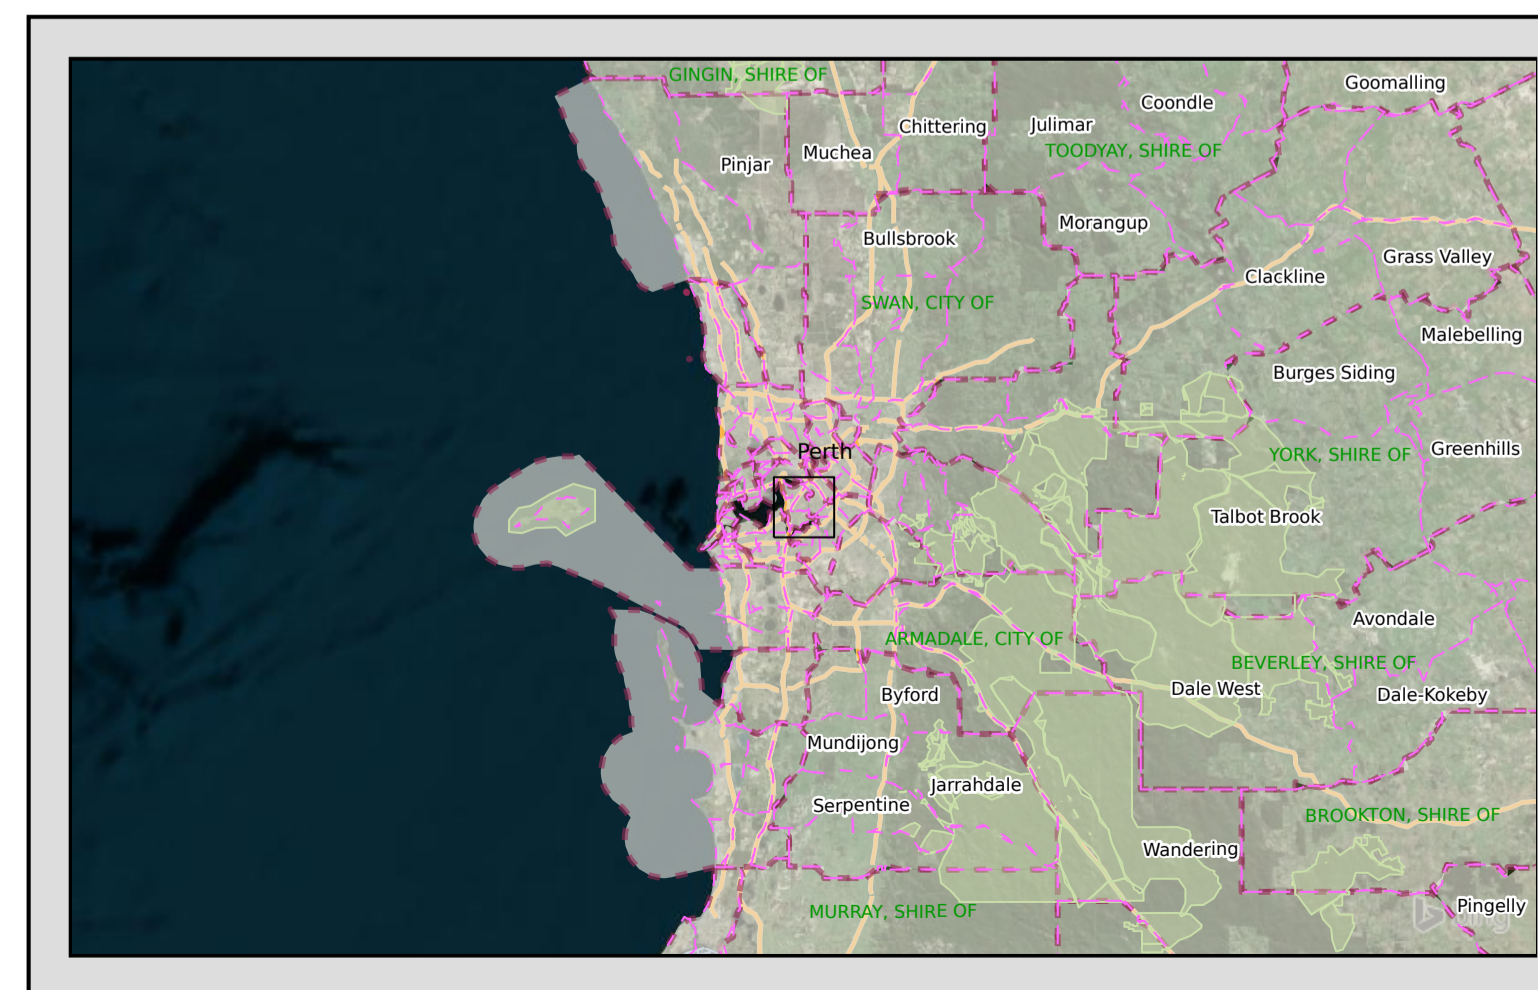 GINGIN, SHIRE OF
Goomalling
Coondle
Chittering
Julimar
Muchea
TOODYAY, SHIRE OF
Pinjar
Morangup
Bullsbrook
Grass Valley
Clackline
SWAN, CITY OF
Malebelling
Burges Siding
Perth
Greenhills
YORK, SHIRE OF
Talbot Brook
Avondale
ARMADALE, CITY OF
BEVERLEY, SHIRE OF
Dale West
Byford
Dale-Kokeby
Mundijong
Jarrahdale
Serpentine
BROOKTON, SHIRE OF
Wandering
Pingelly
MURRAY, SHIRE OF